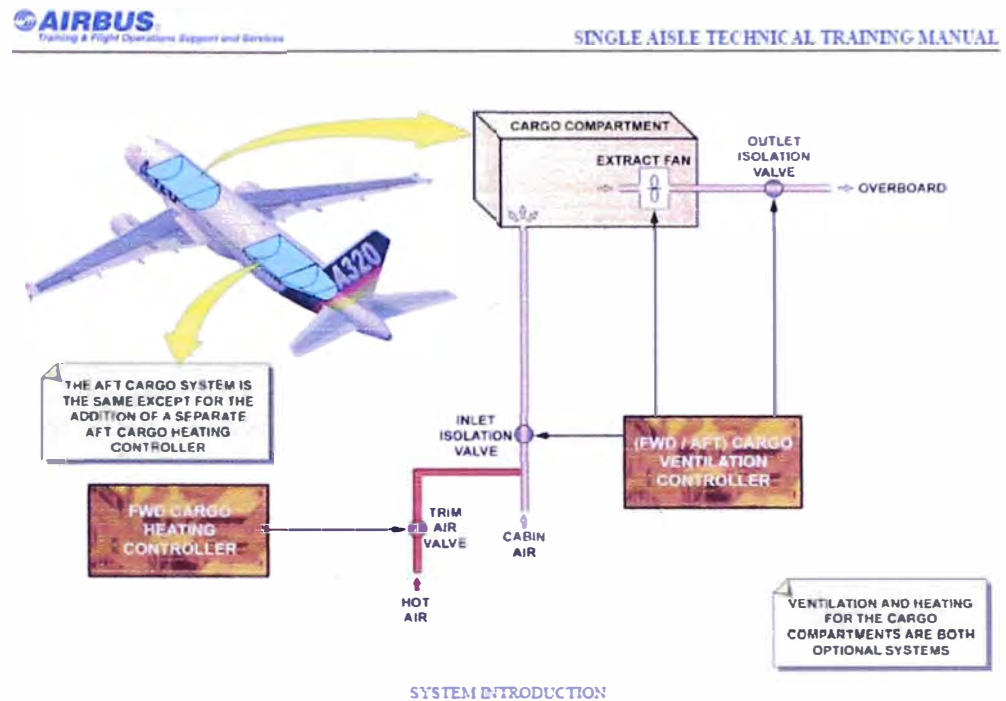 AIRBUS
Training & Flight Operations Support and Services
SINGLE AISLE TECHNICAL TRAINING MANUAL
CARGO COMPARTMENT
EXTRACT FAN
OUTLET
ISOLATION
VALVE
OVERBOARD
A320
THE AFT CARGO SYSTEM IS
THE SAME EXCEPT FOR THE
ADDITION OF A SEPARATE
AFT CARGO HEATING
CONTROLLER
INLET
ISOLATION
VALVE
(FWD / AFT) CARGO
VENTILATION
CONTROLLER
FWD CARGO
HEATING
CONTROLLER
TRIM
AIR
VALVE
CABIN
AIR
HOT
AIR
VENTILATION AND HEATING
FOR THE CARGO
COMPARTMENTS ARE BOTH
OPTIONAL SYSTEMS
SYSTEM INTRODUCTION